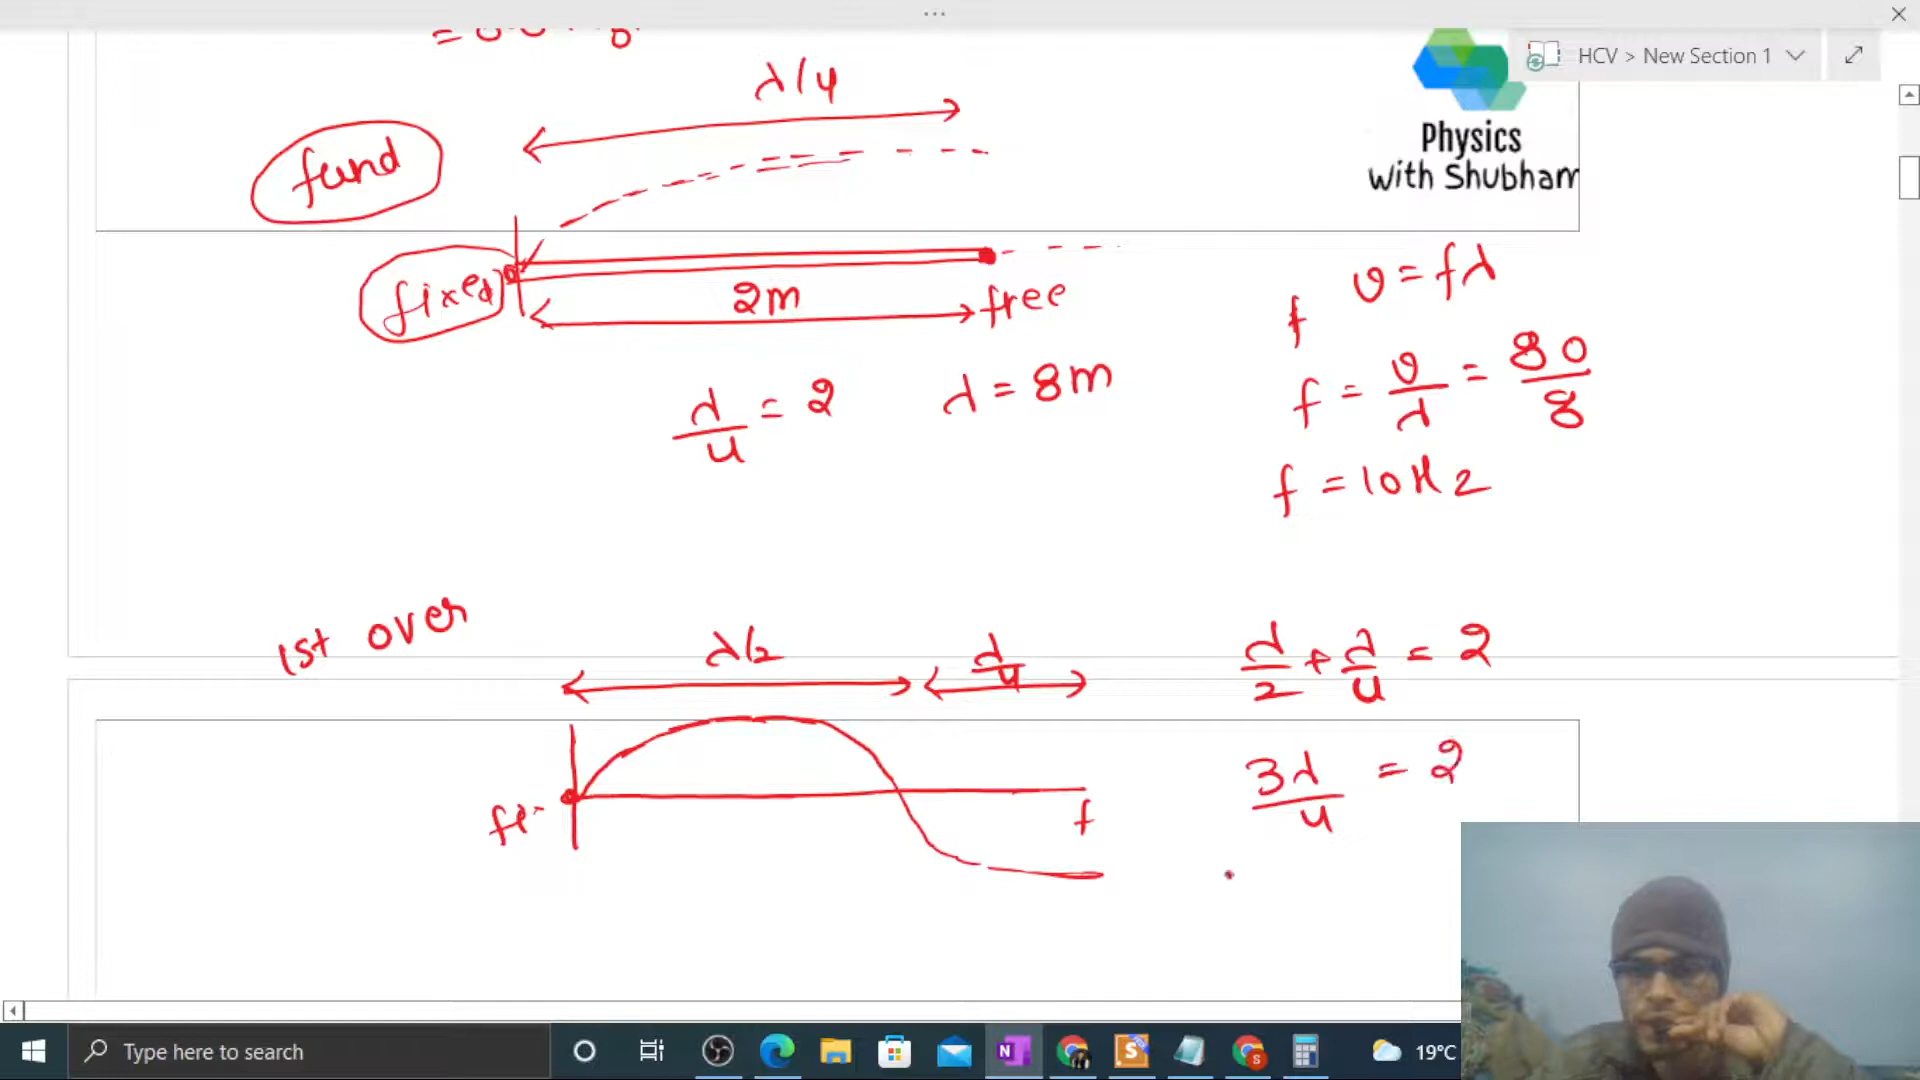 HCV > New Section 1
λ/4
Physics
With Shubham
fund
fixed
2m
free
v = fλ
f
f = v/λ = 80/8
λ/4 = 2
λ = 8m
f = 10Hz
1st over
λ/2
λ/4
λ/2 + λ/4 = 2
3λ/4 = 2
f
Type here to search
19°C